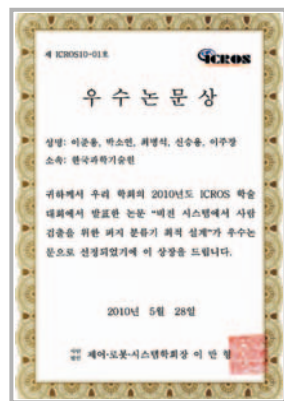 제 ICROS10-01호
ICROS
우수논문상
성명: 이준용, 박소연, 최병석, 신승용, 이주장
소속: 한국과학기술원
귀하께서 우리 학회의 2010년도 ICROS 학술
대회에서 발표한 논문 "비전 시스템에서 사람
검출을 위한 퍼지 분류기 최적 설계"가 우수논
문으로 선정되었기에 이 상장을 드립니다.
2010년 5월 28일
사단법인 제어·로봇·시스템학회장 이 만 형